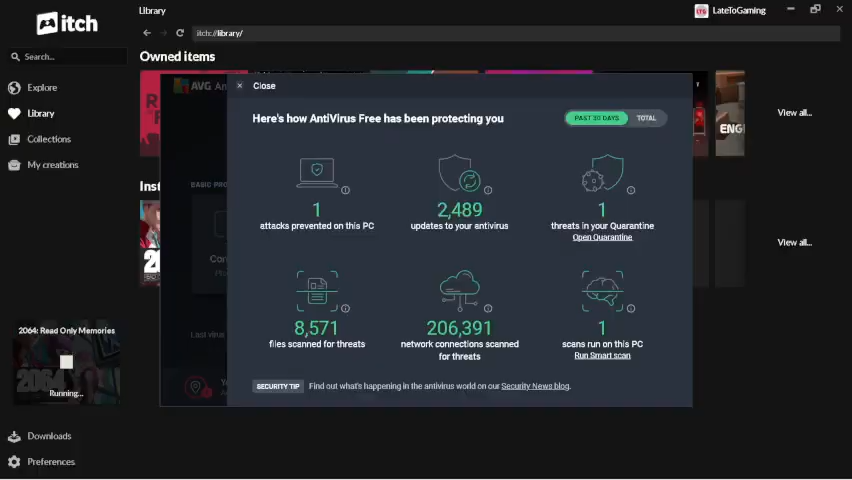 itch
Library
LateToGaming
itch://library/
Search...
Owned items
Explore
Library
Collections
My creations
View all...
View all...
AVG
Close
Here's how AntiVirus Free has been protecting you
PAST 30 DAYS
TOTAL
1
attacks prevented on this PC
2,489
updates to your antivirus
1
threats in your Quarantine
Open Quarantine
8,571
files scanned for threats
206,391
network connections scanned
for threats
1
scans run on this PC
Run Smart scan
SECURITY TIP
Find out what's happening in the antivirus world on our Security News blog.
Last virus
2064: Read Only Memories
2064
Running...
Downloads
Preferences